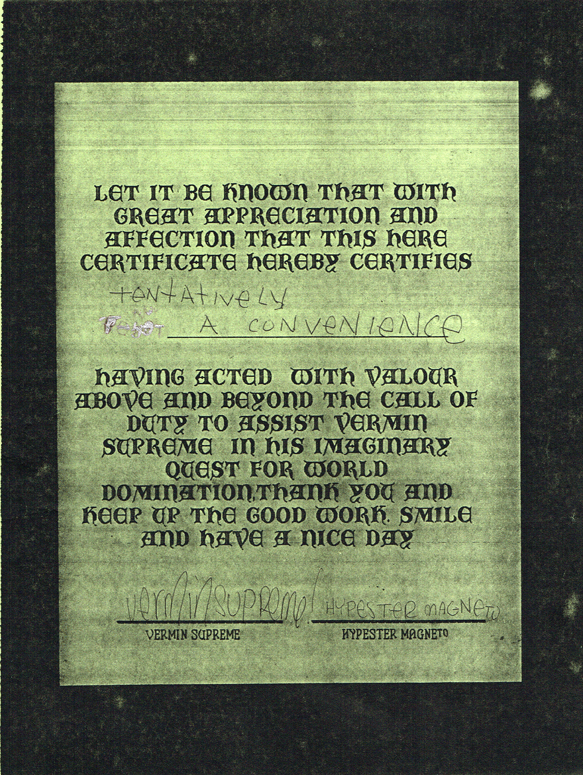 LET IT BE KNOWN THAT WITH
GREAT APPRECIATION AND
AFFECTION THAT THIS HERE
CERTIFICATE HEREBY CERTIFIES
tENtAtiVELY
A CONVENIENCE
HAVING ACTED WITH VALOUR
ABOVE AND BEYOND THE CALL OF
DUTY TO ASSIST VERMIN
SUPREME IN HIS IMAGINARY
QUEST FOR WORLD
DOMINATION.THANK YOU AND
KEEP UP THE GOOD WORK. SMILE
AND HAVE A NICE DAY
verminSUPREME! HYPESTER MAGNETO
VERMIN SUPREME HYPESTER MAGNETO